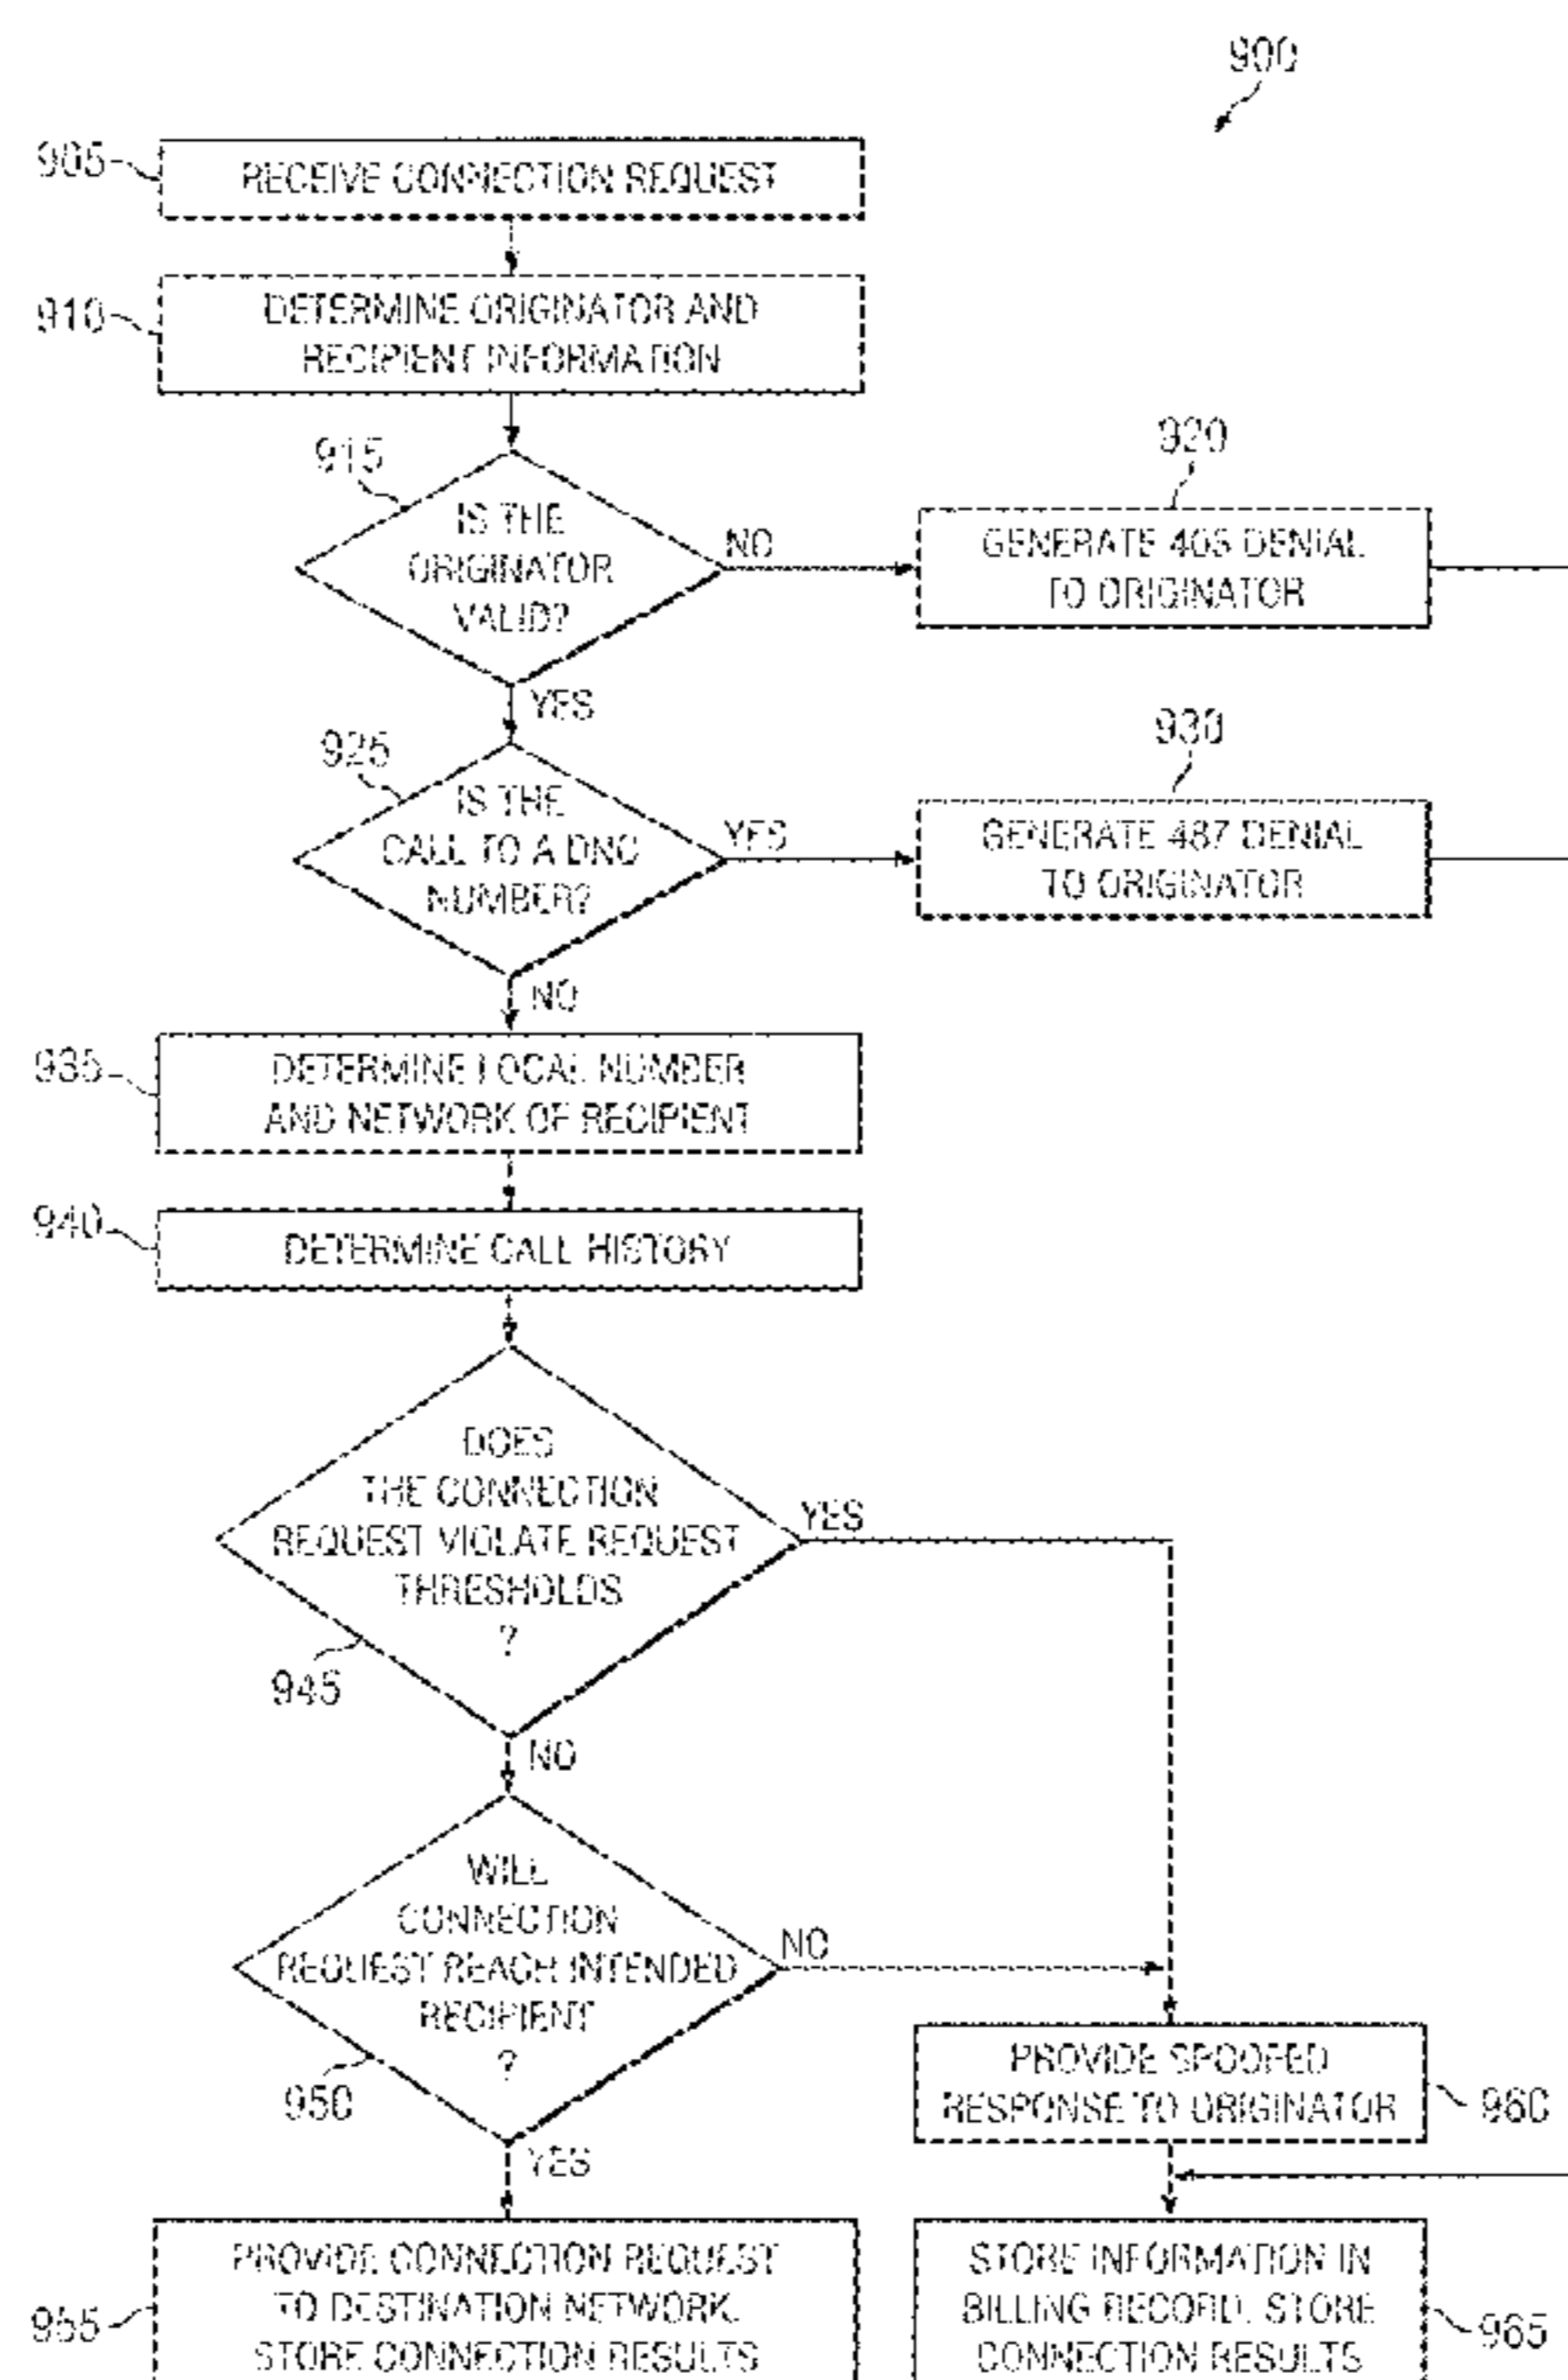 900
905
RECEIVE CONNECTION REQUEST
910
DETERMINE ORIGINATOR AND
RECIPIENT INFORMATION
915
IS THE
ORIGINATOR
VALID?
NO
920
GENERATE 403 DENIAL
TO ORIGINATOR
YES
925
IS THE
CALL TO A DNC
NUMBER?
YES
930
GENERATE 487 DENIAL
TO ORIGINATOR
NO
935
DETERMINE LOCAL NUMBER
AND NETWORK OF RECIPIENT
940
DETERMINE CALL HISTORY
DOES
THE CONNECTION
REQUEST VIOLATE REQUEST
THRESHOLDS
?
YES
945
NO
WILL
CONNECTION
REQUEST REACH INTENDED
RECIPIENT
?
NO
950
YES
PROVIDE SPOOFED
RESPONSE TO ORIGINATOR
960
955
PROVIDE CONNECTION REQUEST
TO DESTINATION NETWORK.
STORE CONNECTION RESULTS
STORE INFORMATION IN
BILLING RECORD. STORE
CONNECTION RESULTS
965